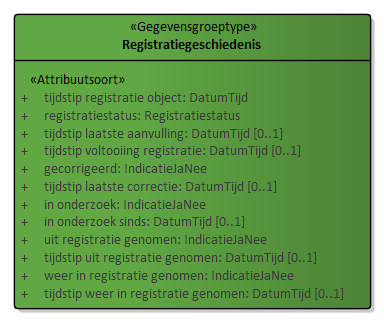 «Gegevensgroeptype»
Registratiegeschiedenis
«Attribuutsoort»
+ tijdstip registratie object: DatumTijd
+ registratiestatus: Registratiestatus
+ tijdstip laatste aanvulling: DatumTijd [0..1]
+ tijdstip voltooiing registratie: DatumTijd [0..1]
+ gecorrigeerd: IndicatieJaNee
+ tijdstip laatste correctie: DatumTijd [0..1]
+ in onderzoek: IndicatieJaNee
+ in onderzoek sinds: DatumTijd [0..1]
+ uit registratie genomen: IndicatieJaNee
+ tijdstip uit registratie genomen: DatumTijd [0..1]
+ weer in registratie genomen: IndicatieJaNee
+ tijdstip weer in registratie genomen: DatumTijd [0..1]